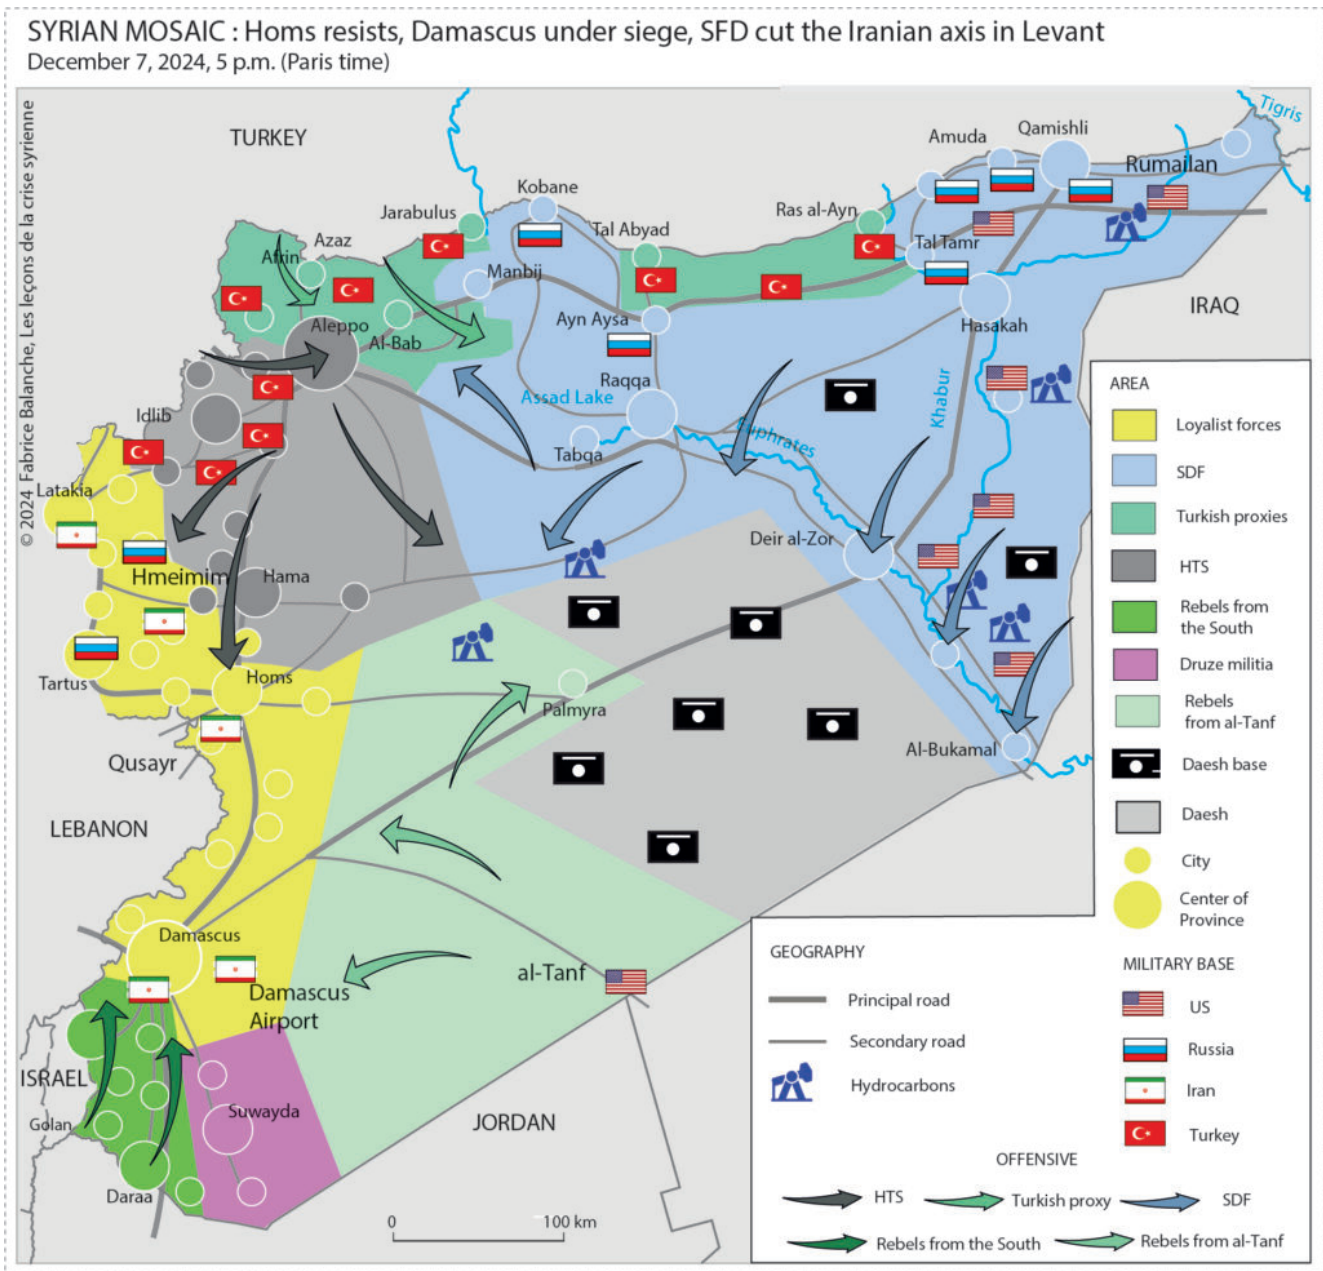 SYRIAN MOSAIC : Homs resists, Damascus under siege, SFD cut the Iranian axis in Levant
December 7, 2024, 5 p.m. (Paris time)
© 2024 Fabrice Balanche, Les leçons de la crise syrienne
TURKEY
Tigris
Amuda
Qamishli
Rumailan
Kobane
Jarabulus
Ras al-Ayn
Tal Abyad
Azaz
Afrin
Tal Tamr
Manbij
IRAQ
Aleppo
Al-Bab
Ayn Aysa
Hasakah
Raqqa
Assad Lake
Khabur
Idlib
Euphrates
Tabqa
Latakia
Deir al-Zor
Hmeimim
Hama
Homs
Tartus
Palmyra
Al-Bukamal
Qusayr
LEBANON
Damascus
al-Tanf
Damascus
Airport
ISRAEL
Golan
Suwayda
JORDAN
Daraa
0
100 km
AREA
Loyalist forces
SDF
Turkish proxies
HTS
Rebels from
the South
Druze militia
Rebels
from al-Tanf
Daesh base
Daesh
City
Center of
Province
GEOGRAPHY
Principal road
Secondary road
Hydrocarbons
MILITARY BASE
US
Russia
Iran
Turkey
OFFENSIVE
HTS
Turkish proxy
SDF
Rebels from the South
Rebels from al-Tanf